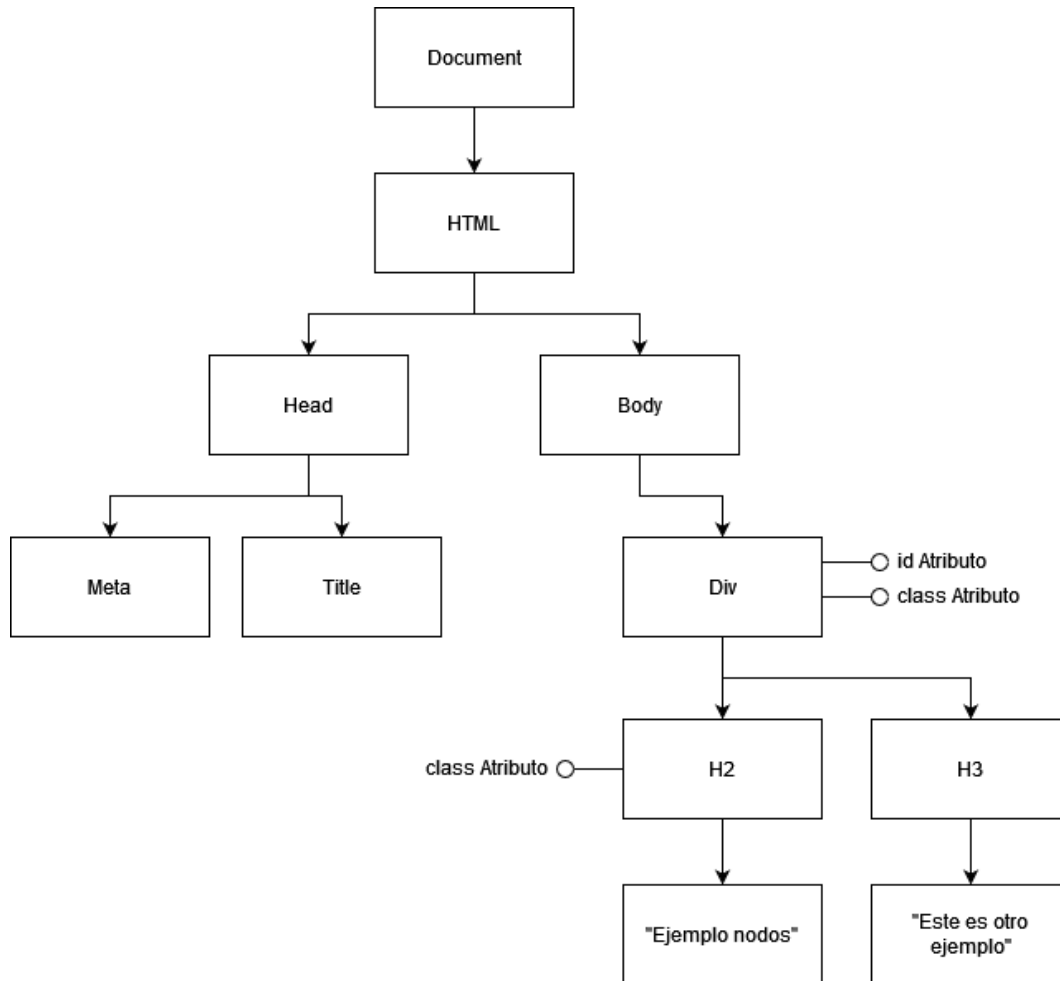 Document
HTML
Head
Body
Meta
Title
Div
id Atributo
class Atributo
class Atributo
H2
H3
"Ejemplo nodos"
"Este es otro
ejemplo"